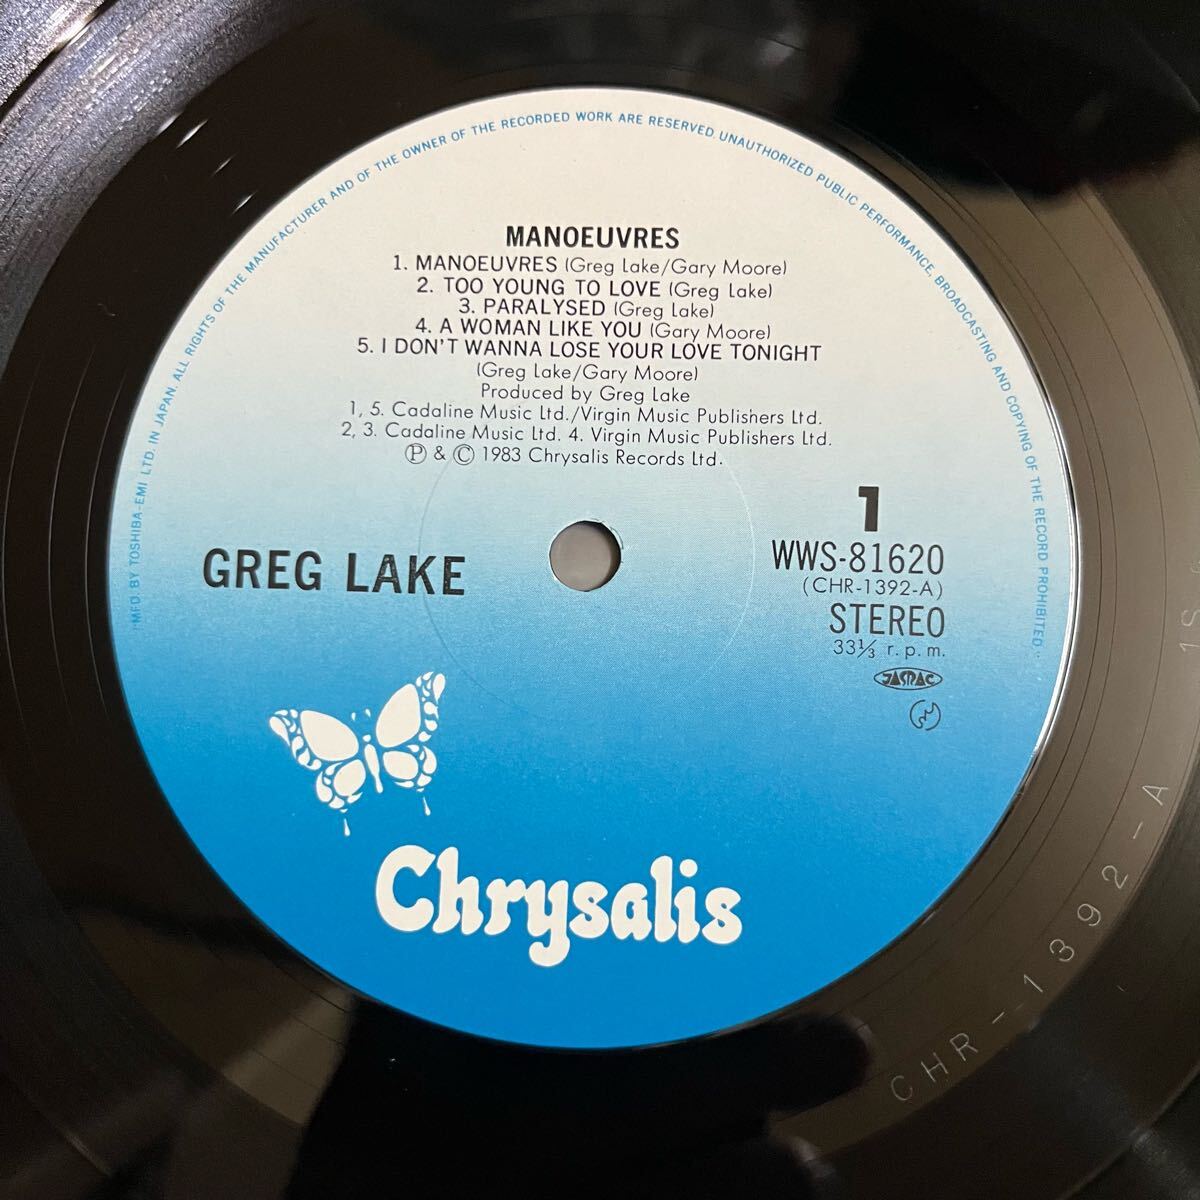 "MFD. BY TOSHIBA-EMI LTD. IN JAPAN. ALL RIGHTS OF THE MANUFACTURER AND OF THE OWNER OF THE RECORDED WORK ARE RESERVED. UNAUTHORIZED PUBLIC PERFORMANCE, BROADCASTING AND COPYING OF THE RECORD PROHIBITED."
MANOEUVRES
1. MANOEUVRES (Greg Lake/Gary Moore)
2. TOO YOUNG TO LOVE (Greg Lake)
3. PARALYSED (Greg Lake)
4. A WOMAN LIKE YOU (Gary Moore)
5. I DON'T WANNA LOSE YOUR LOVE TONIGHT
(Greg Lake/Gary Moore)
Produced by Greg Lake
1, 5. Cadaline Music Ltd./Virgin Music Publishers Ltd.
2, 3. Cadaline Music Ltd. 4. Virgin Music Publishers Ltd.
Ⓟ & Ⓒ 1983 Chrysalis Records Ltd.
1
GREG LAKE
WWS-81620
(CHR-1392-A)
STEREO
33⅓ r.p.m.
JASRAC
Chrysalis
CHR-1392-A
1S